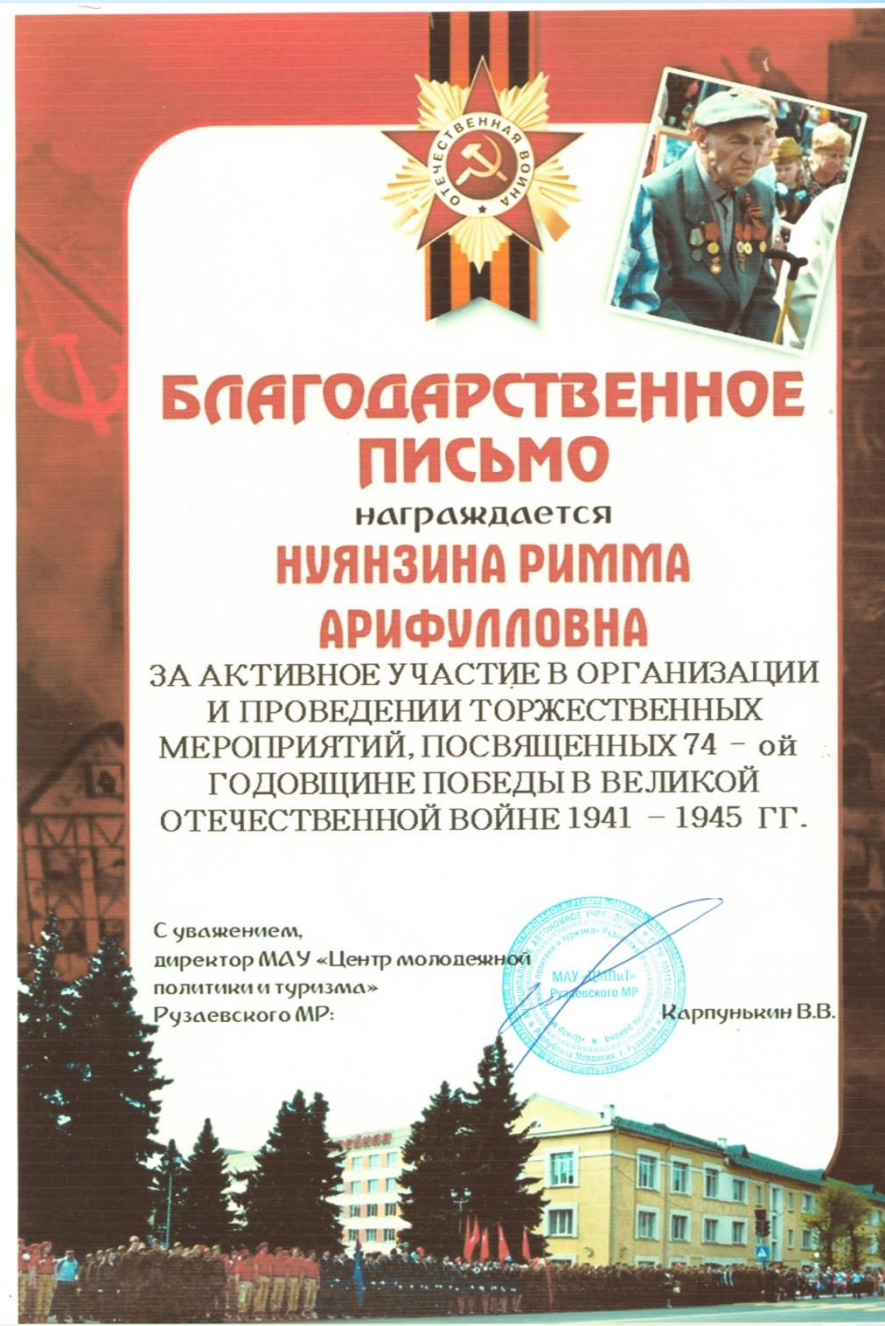 ОТЕЧЕСТВЕННАЯ ВОЙНА
БЛАГОДАРСТВЕННОЕ
ПИСЬМО
награждается
НУЯНЗИНА РИММА
АРИФУЛЛОВНА
ЗА АКТИВНОЕ УЧАСТИЕ В ОРГАНИЗАЦИИ
И ПРОВЕДЕНИИ ТОРЖЕСТВЕННЫХ
МЕРОПРИЯТИЙ, ПОСВЯЩЕННЫХ 74 – ой
ГОДОВЩИНЕ ПОБЕДЫ В ВЕЛИКОЙ
ОТЕЧЕСТВЕННОЙ ВОЙНЕ 1941 – 1945 ГГ.
С уважением,
директор МАУ «Центр молодежной
политики и туризма»
Рузаевского МР:
Карпунькин В.В.
МАУ «ЦМПиТ»
Рузаевского МР